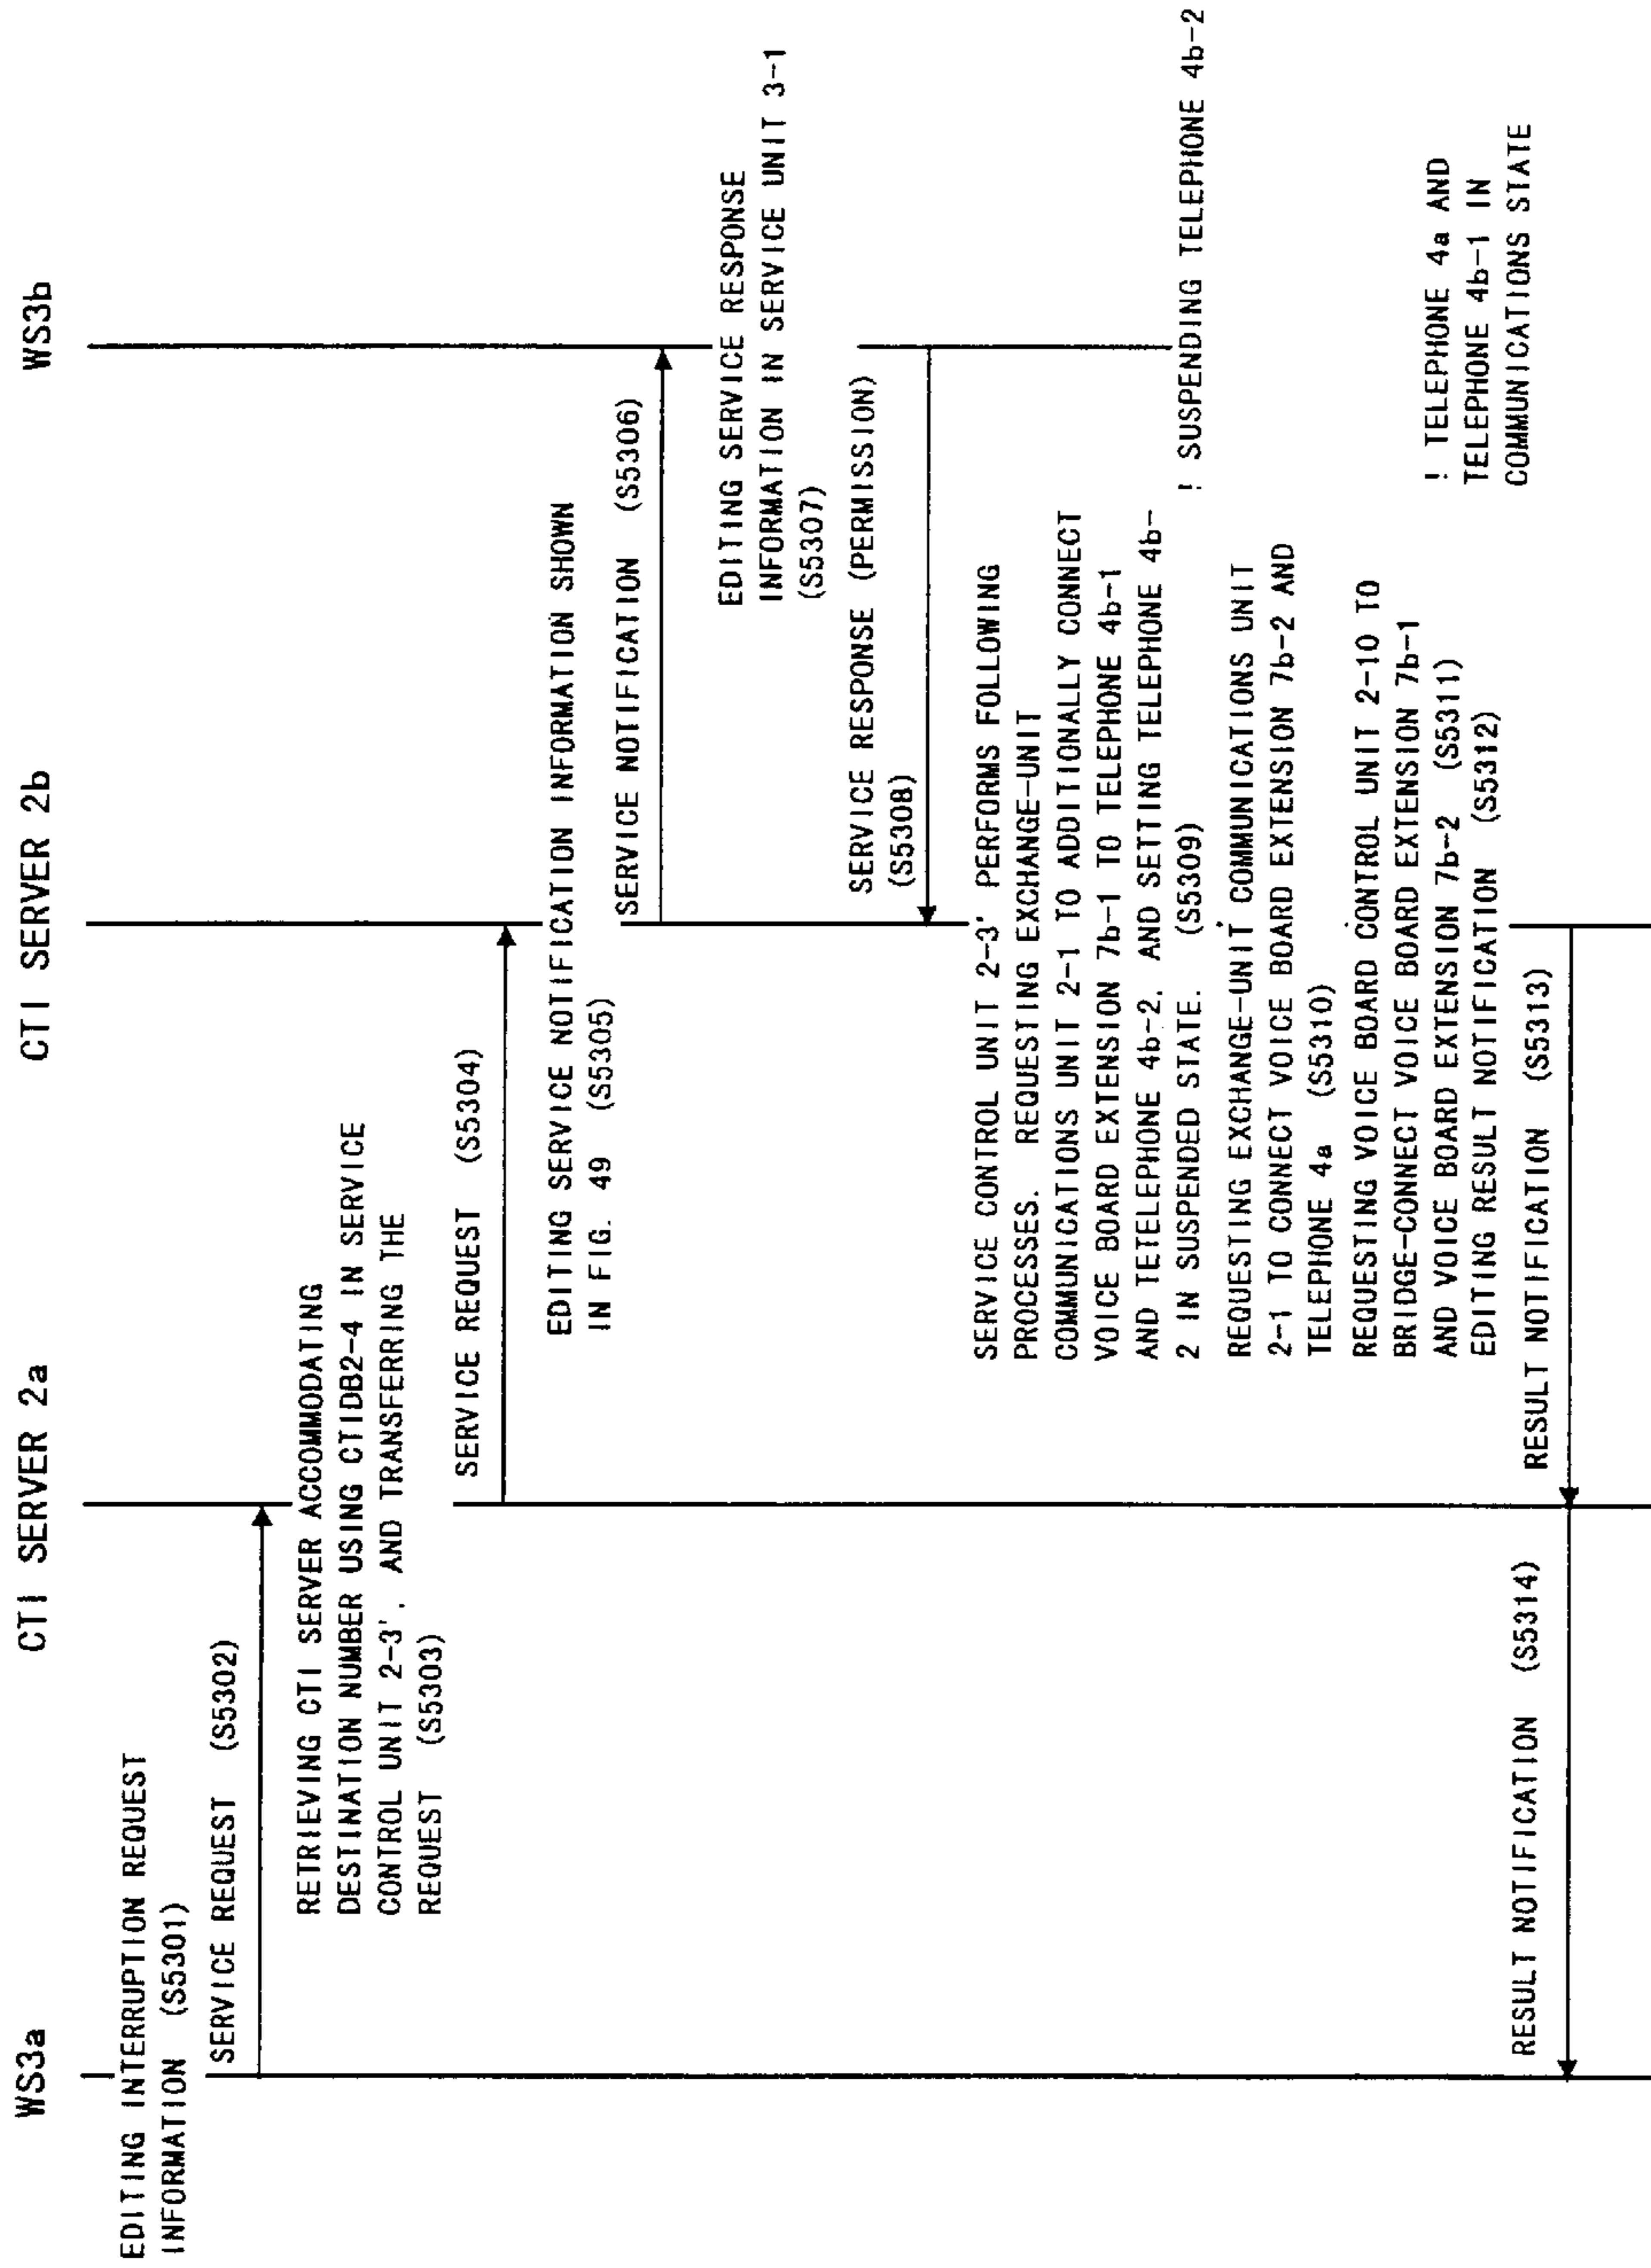 WS3a
CTI SERVER 2a
CTI SERVER 2b
WS3b
EDITING INTERRUPTION REQUEST
INFORMATION (S5301)
SERVICE REQUEST (S5302)
RETRIEVING CTI SERVER ACCOMMODATING
DESTINATION NUMBER USING CTIDB2-4 IN SERVICE
CONTROL UNIT 2-3', AND TRANSFERRING THE
REQUEST (S5303)
SERVICE REQUEST (S5304)
EDITING SERVICE NOTIFICATION INFORMATION SHOWN
IN FIG. 49 (S5305)
SERVICE NOTIFICATION (S5306)
EDITING SERVICE RESPONSE
INFORMATION IN SERVICE UNIT 3-1
(S5307)
SERVICE RESPONSE (PERMISSION)
(S5308)
SERVICE CONTROL UNIT 2-3' PERFORMS FOLLOWING
PROCESSES. REQUESTING EXCHANGE-UNIT
COMMUNICATIONS UNIT 2-1 TO ADDITIONALLY CONNECT
VOICE BOARD EXTENSION 7b-1 TO TELEPHONE 4b-1
AND TETELEPHONE 4b-2, AND SETTING TELEPHONE 4b-
2 IN SUSPENDED STATE. (S5309)
! SUSPENDING TELEPHONE 4b-2
REQUESTING EXCHANGE-UNIT COMMUNICATIONS UNIT
2-1 TO CONNECT VOICE BOARD EXTENSION 7b-2 AND
TELEPHONE 4a (S5310)
REQUESTING VOICE BOARD CONTROL UNIT 2-10 TO
BRIDGE-CONNECT VOICE BOARD EXTENSION 7b-1
AND VOICE BOARD EXTENSION 7b-2 (S5311)
EDITING RESULT NOTIFICATION (S5312)
! TELEPHONE 4a AND
TELEPHONE 4b-1 IN
COMMUNICATIONS STATE
RESULT NOTIFICATION (S5313)
RESULT NOTIFICATION (S5314)